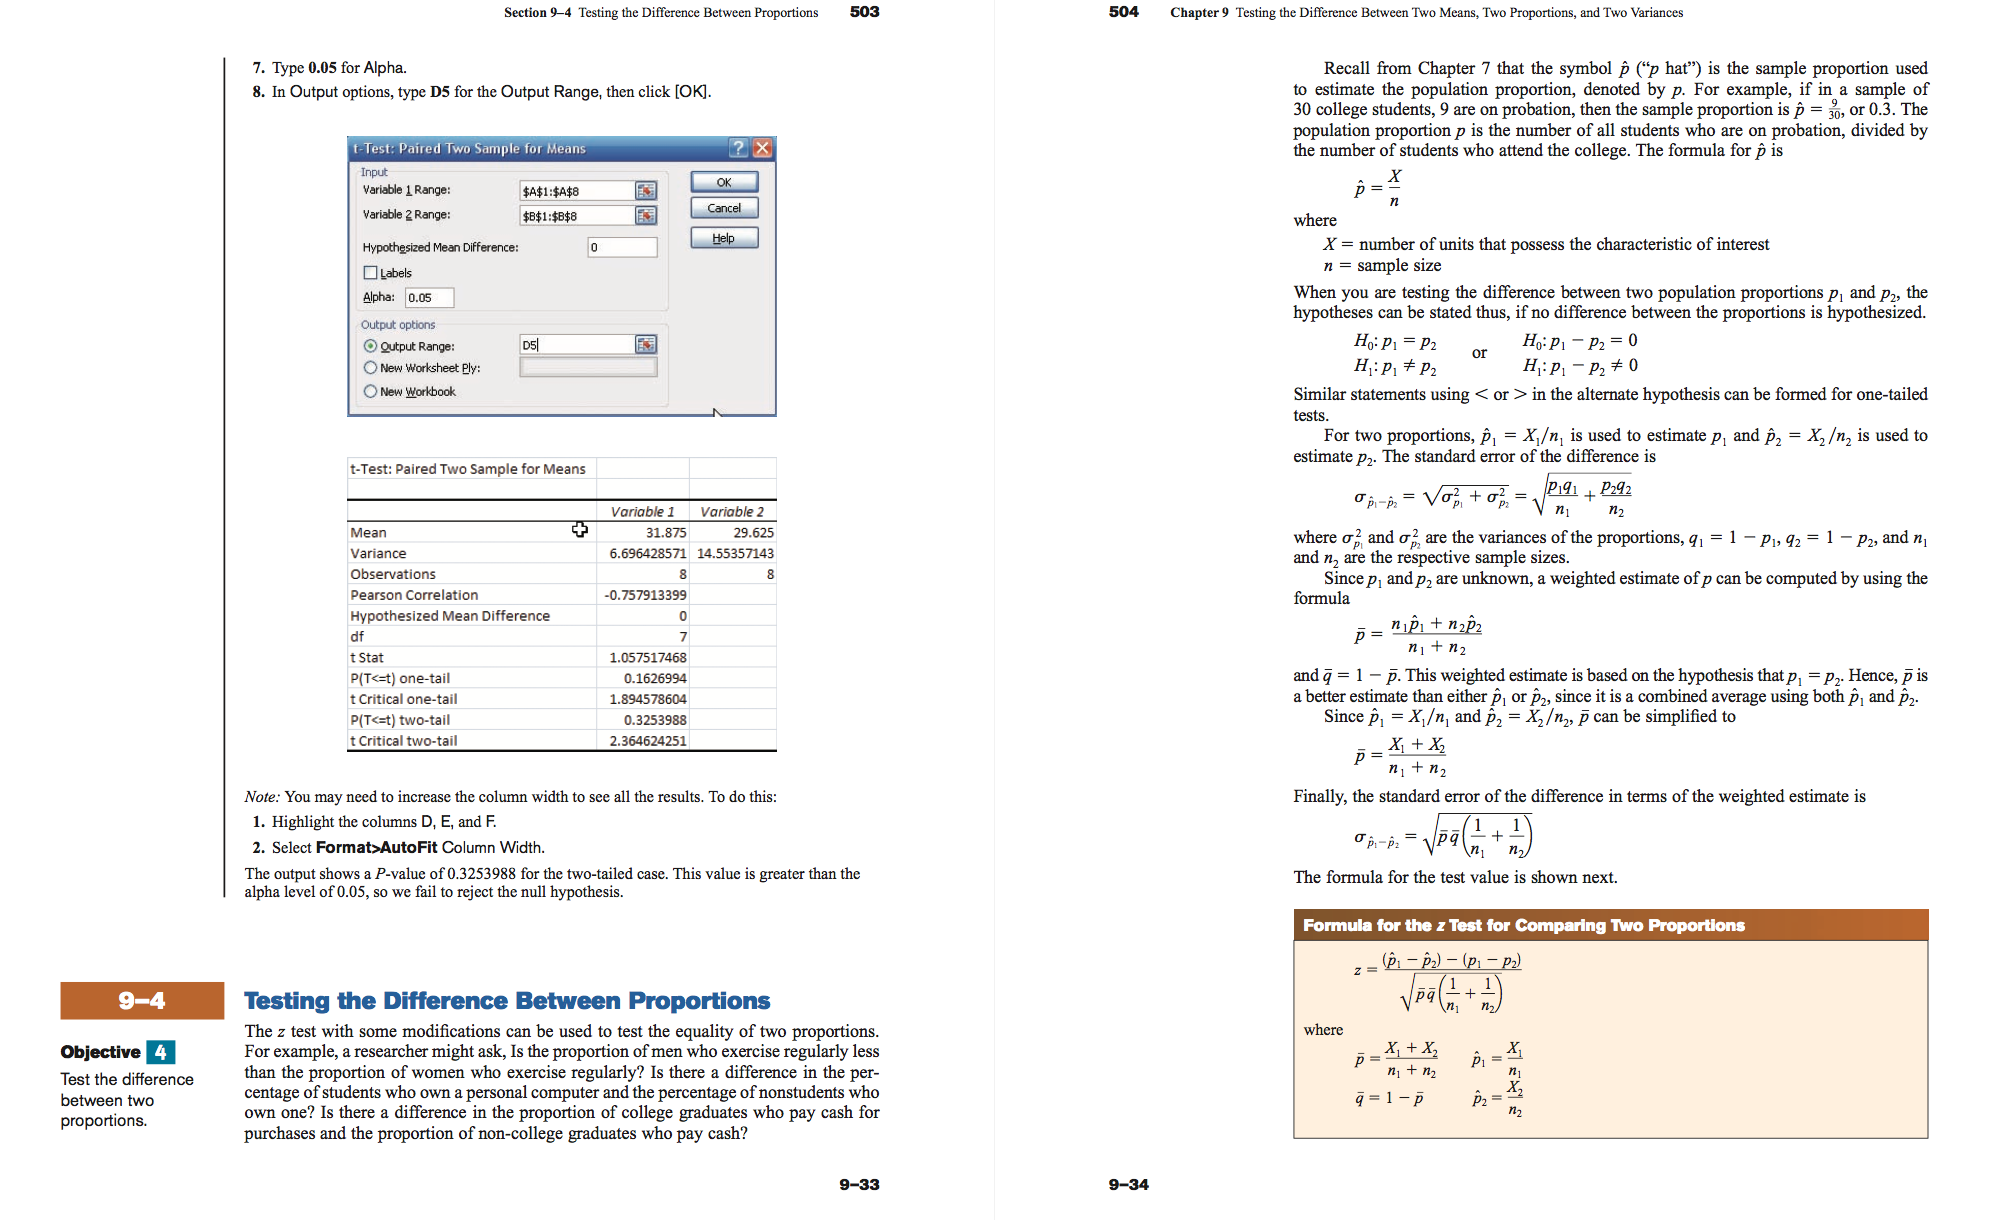 Section 9–4 Testing the Difference Between Proportions 503
7. Type 0.05 for Alpha.
8. In Output options, type D5 for the Output Range, then click [OK].
t-Test: Paired Two Sample for Means
Input
Variable 1 Range: $A$1:$A$8
Variable 2 Range: $B$1:$B$8
Hypothesized Mean Difference: 0
Labels
Alpha: 0.05
OK
Cancel
Help
Output options
Output Range: D5
New Worksheet Ply:
New Workbook
t-Test: Paired Two Sample for Means
Variable 1 Variable 2
Mean 31.875 29.625
Variance 6.696428571 14.55357143
Observations 8 8
Pearson Correlation -0.757913399
Hypothesized Mean Difference 0
df 7
t Stat 1.057517468
P(T<=t) one-tail 0.1626994
t Critical one-tail 1.894578604
P(T<=t) two-tail 0.3253988
t Critical two-tail 2.364624251
Note: You may need to increase the column width to see all the results. To do this:
1. Highlight the columns D, E, and F.
2. Select Format>AutoFit Column Width.
The output shows a P-value of 0.3253988 for the two-tailed case. This value is greater than the
alpha level of 0.05, so we fail to reject the null hypothesis.
9–4
Testing the Difference Between Proportions
Objective 4
Test the difference
between two
proportions.
The z test with some modifications can be used to test the equality of two proportions.
For example, a researcher might ask, Is the proportion of men who exercise regularly less
than the proportion of women who exercise regularly? Is there a difference in the per-
centage of students who own a personal computer and the percentage of nonstudents who
own one? Is there a difference in the proportion of college graduates who pay cash for
purchases and the proportion of non-college graduates who pay cash?
9–33
504 Chapter 9 Testing the Difference Between Two Means, Two Proportions, and Two Variances
Recall from Chapter 7 that the symbol p̂ (“p hat”) is the sample proportion used
to estimate the population proportion, denoted by p. For example, if in a sample of
30 college students, 9 are on probation, then the sample proportion is p̂ = 9/30, or 0.3. The
population proportion p is the number of all students who are on probation, divided by
the number of students who attend the college. The formula for p̂ is
p̂ = X/n
where
X = number of units that possess the characteristic of interest
n = sample size
When you are testing the difference between two population proportions p₁ and p₂, the
hypotheses can be stated thus, if no difference between the proportions is hypothesized.
H₀: p₁ = p₂ or H₀: p₁ − p₂ = 0
H₁: p₁ ≠ p₂ H₁: p₁ − p₂ ≠ 0
Similar statements using < or > in the alternate hypothesis can be formed for one-tailed
tests.
For two proportions, p̂₁ = X₁/n₁ is used to estimate p₁ and p̂₂ = X₂/n₂ is used to
estimate p₂. The standard error of the difference is
σp̂₁−p̂₂ = √(σ²p₁ + σ²p₂) = √(p₁q₁/n₁ + p₂q₂/n₂)
where σ²p₁ and σ²p₂ are the variances of the proportions, q₁ = 1 − p₁, q₂ = 1 − p₂, and n₁
and n₂ are the respective sample sizes.
Since p₁ and p₂ are unknown, a weighted estimate of p can be computed by using the
formula
p̄ = (n₁p̂₁ + n₂p̂₂)/(n₁ + n₂)
and q̄ = 1 − p̄. This weighted estimate is based on the hypothesis that p₁ = p₂. Hence, p̄ is
a better estimate than either p̂₁ or p̂₂, since it is a combined average using both p̂₁ and p̂₂.
Since p̂₁ = X₁/n₁ and p̂₂ = X₂/n₂, p̄ can be simplified to
p̄ = (X₁ + X₂)/(n₁ + n₂)
Finally, the standard error of the difference in terms of the weighted estimate is
σp̂₁−p̂₂ = √(p̄q̄(1/n₁ + 1/n₂))
The formula for the test value is shown next.
Formula for the z Test for Comparing Two Proportions
z = ((p̂₁ − p̂₂) − (p₁ − p₂))/√(p̄q̄(1/n₁ + 1/n₂))
where
p̄ = (X₁ + X₂)/(n₁ + n₂) p̂₁ = X₁/n₁
q̄ = 1 − p̄ p̂₂ = X₂/n₂
9–34